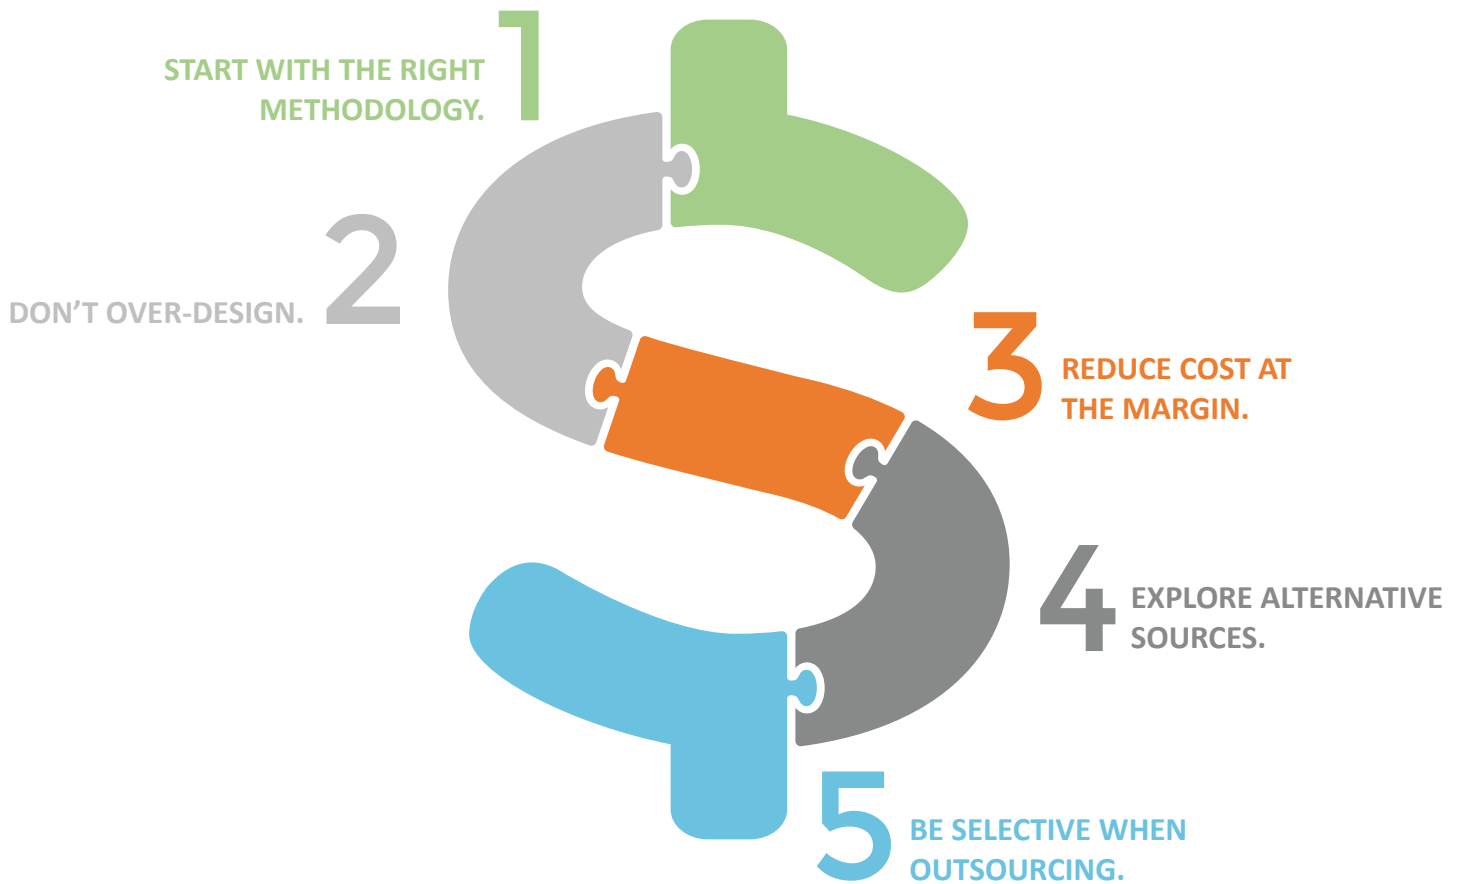 1
START WITH THE RIGHT
METHODOLOGY.
2
DON’T OVER-DESIGN.
3
REDUCE COST AT
THE MARGIN.
4
EXPLORE ALTERNATIVE
SOURCES.
5
BE SELECTIVE WHEN
OUTSOURCING.